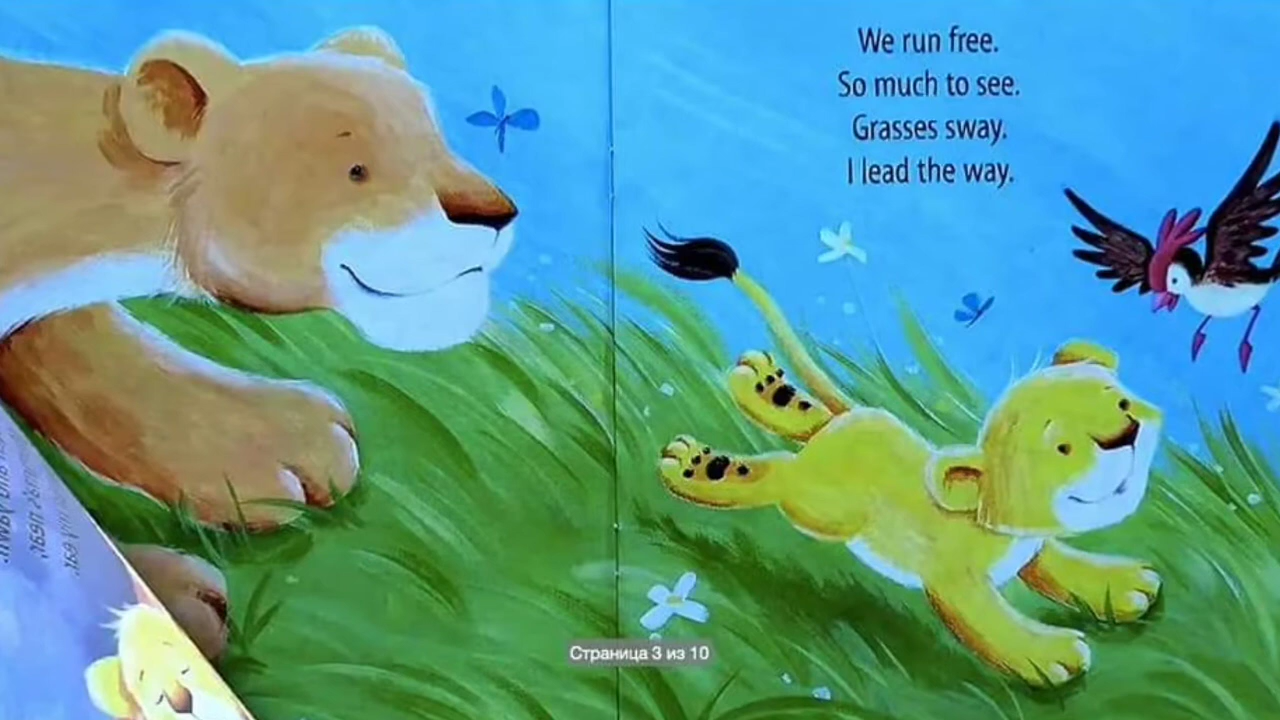 We run free.
So much to see.
Grasses sway.
I lead the way.
Страница 3 из 10